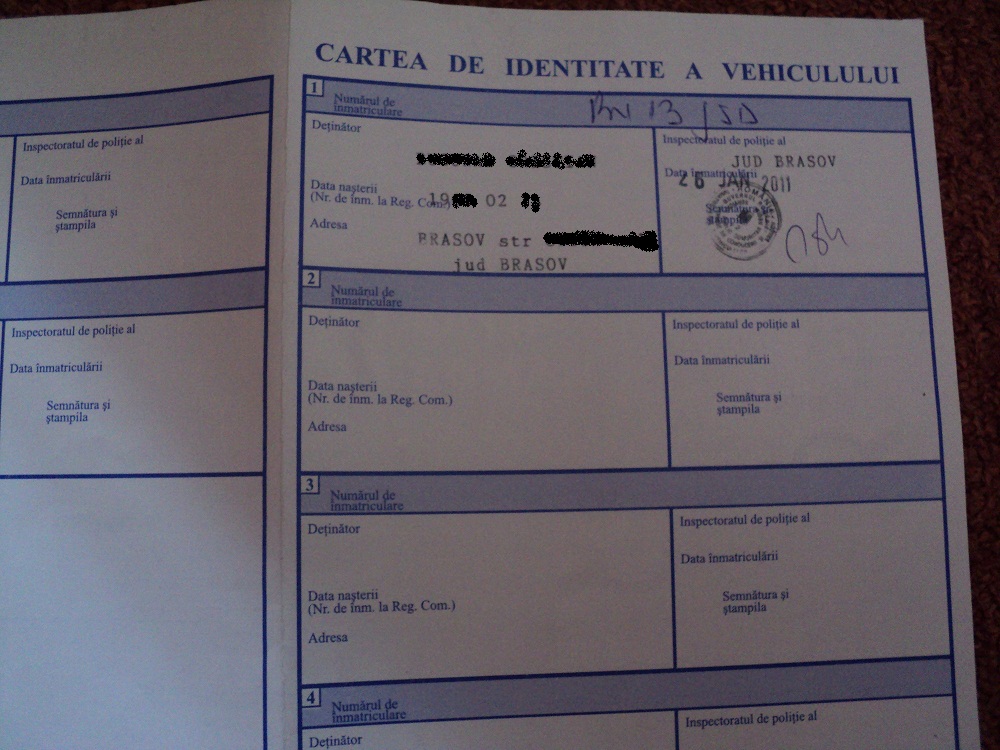 Inspectoratul de poliție al
Data înmatriculării
Semnătura și
ștampila
Inspectoratul de poliție al
Data înmatriculării
Semnătura și
ștampila
CARTEA DE IDENTITATE A VEHICULULUI
1
Numărul de
înmatriculare
Deținător
Data nașterii
(Nr. de înm. la Reg. Com.) 19 02
Adresa
BRASOV str
jud BRASOV
Inspectoratul de poliție al
JUD BRASOV
Data înmatriculării
26 JAN 2011
Semnătura și
ștampila
2
Numărul de
înmatriculare
Deținător
Data nașterii
(Nr. de înm. la Reg. Com.)
Adresa
Inspectoratul de poliție al
Data înmatriculării
Semnătura și
ștampila
3
Numărul de
înmatriculare
Deținător
Data nașterii
(Nr. de înm. la Reg. Com.)
Adresa
Inspectoratul de poliție al
Data înmatriculării
Semnătura și
ștampila
4
Numărul de
înmatriculare
Deținător
Inspectoratul de poliție al